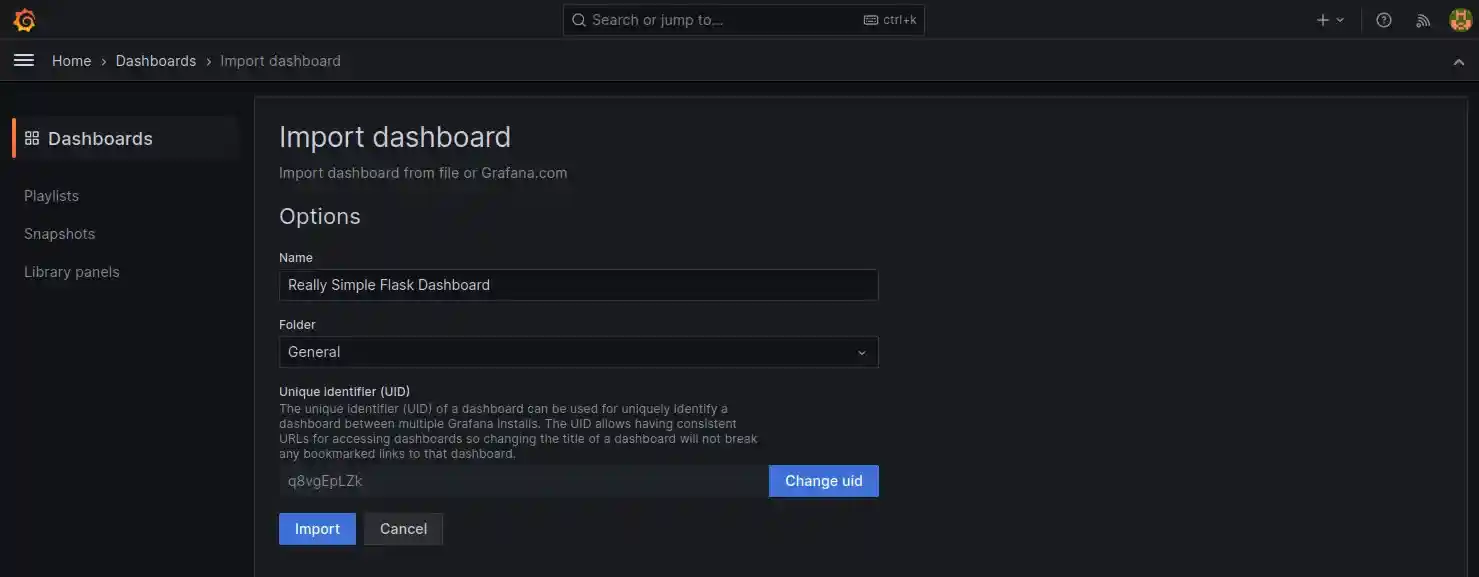 Search or jump to...
ctrl+k
Home › Dashboards › Import dashboard
Dashboards
Playlists
Snapshots
Library panels
Import dashboard
Import dashboard from file or Grafana.com
Options
Name
Really Simple Flask Dashboard
Folder
General
Unique identifier (UID)
The unique identifier (UID) of a dashboard can be used for uniquely identify a
dashboard between multiple Grafana installs. The UID allows having consistent
URLs for accessing dashboards so changing the title of a dashboard will not break
any bookmarked links to that dashboard.
q8vgEpLZk
Change uid
Import
Cancel